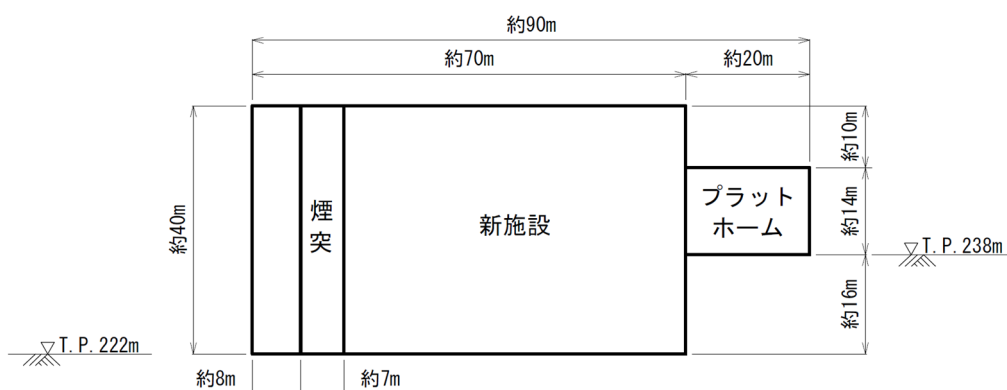 約90m
約70m
約20m
約10m
プラット
ホーム
約14m
煙
突
新施設
約40m
T.P.238m
約16m
T.P.222m
約8m
約7m